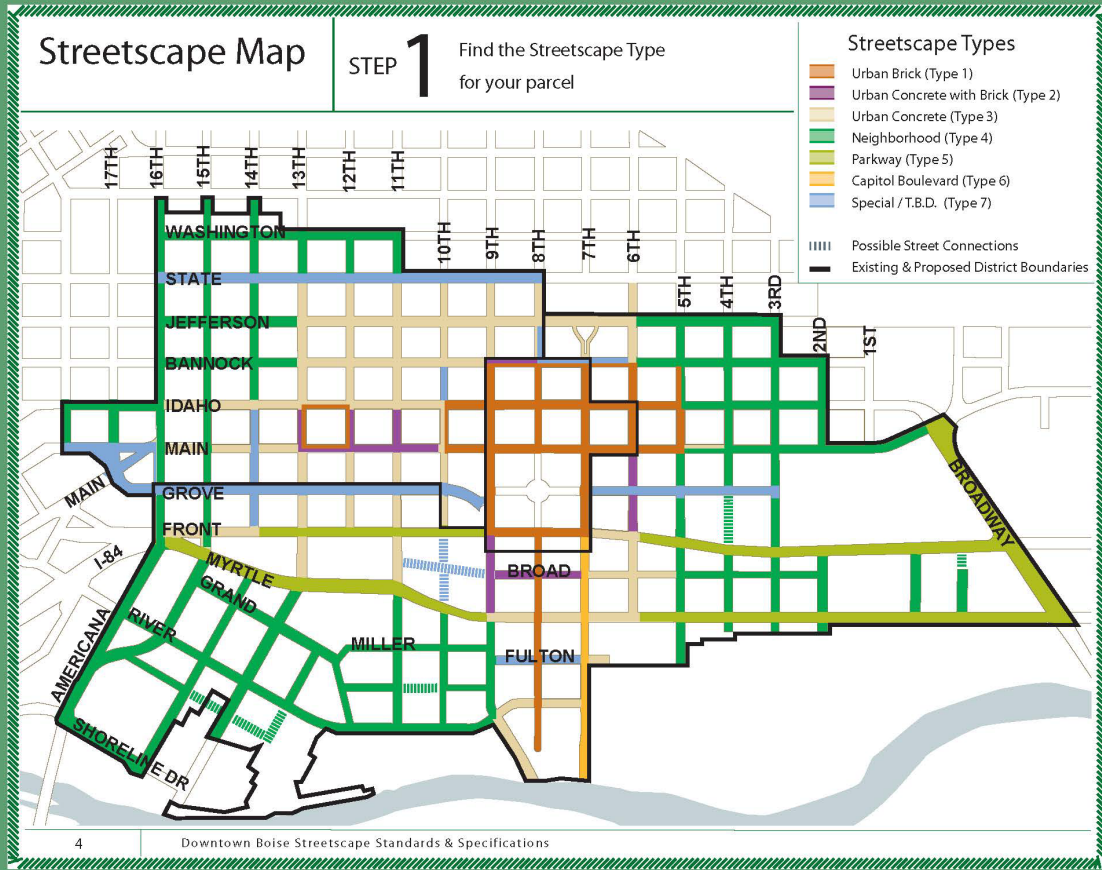 Streetscape Map
STEP 1
Find the Streetscape Type
for your parcel
Streetscape Types
Urban Brick (Type 1)
Urban Concrete with Brick (Type 2)
Urban Concrete (Type 3)
Neighborhood (Type 4)
Parkway (Type 5)
Capitol Boulevard (Type 6)
Special / T.B.D. (Type 7)
Possible Street Connections
Existing & Proposed District Boundaries
17TH
16TH
15TH
14TH
13TH
12TH
11TH
10TH
9TH
8TH
7TH
6TH
5TH
4TH
3RD
2ND
1ST
WASHINGTON
STATE
JEFFERSON
BANNOCK
IDAHO
MAIN
MAIN
GROVE
FRONT
I-84
MYRTLE
GRAND
RIVER
AMERICANA
SHORELINE DR
MILLER
BROAD
FULTON
BROADWAY
4
Downtown Boise Streetscape Standards & Specifications